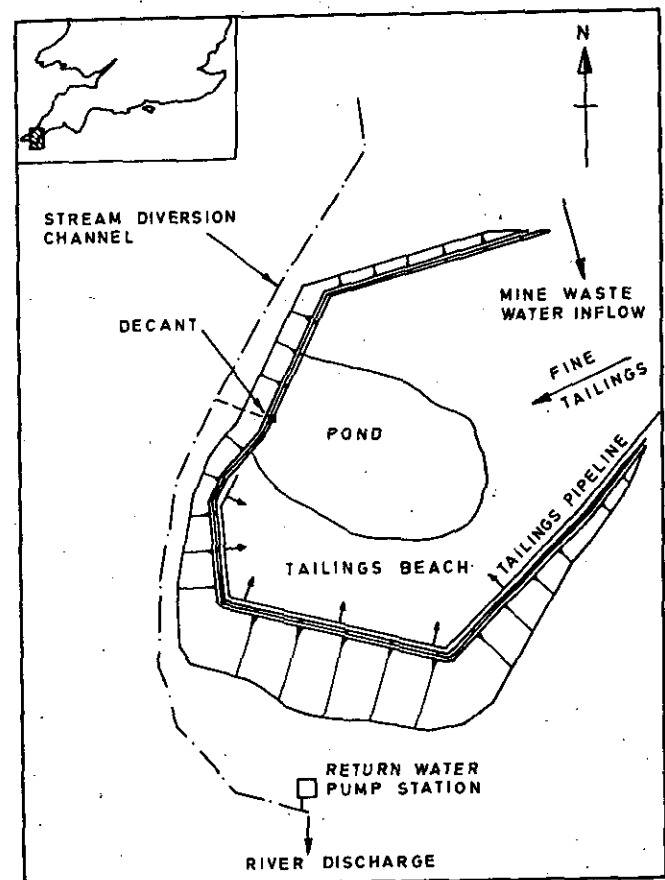 N
STREAM DIVERSION
CHANNEL
MINE WASTE
WATER INFLOW
DECANT
FINE
TAILINGS
POND
TAILINGS PIPELINE
TAILINGS BEACH
RETURN WATER
PUMP STATION
RIVER DISCHARGE